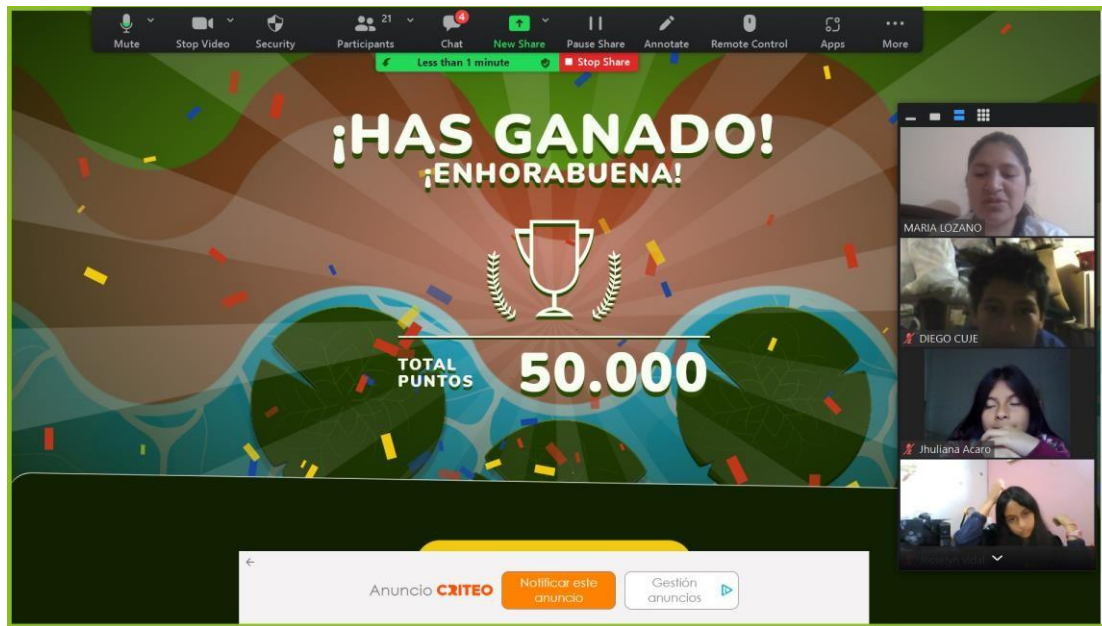 21
4
Mute
Stop Video
Security
Participants
Chat
New Share
Pause Share
Annotate
Remote Control
Apps
More
Less than 1 minute
Stop Share
¡HAS GANADO!
¡ENHORABUENA!
TOTAL
PUNTOS
50.000
MARIA LOZANO
DIEGO CUJE
Jhuliana Acaro
Anuncio CRITEO
Notificar este
anuncio
Gestión
anuncios